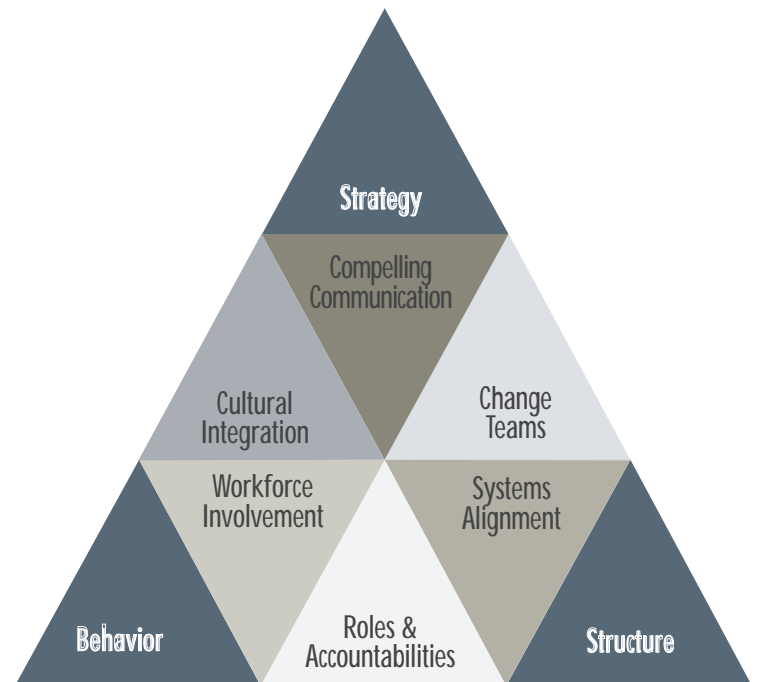 Strategy
Compelling
Communication
Cultural
Integration
Change
Teams
Workforce
Involvement
Systems
Alignment
Behavior
Roles &
Accountabilities
Structure